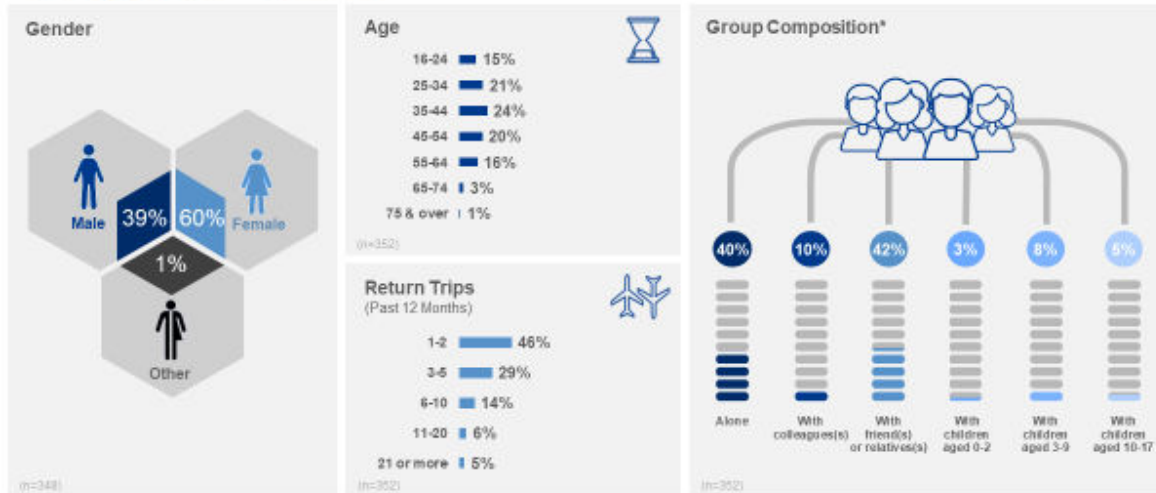 Gender
Male
39%
60%
Female
1%
Other
(n=348)
Age
16-24 15%
25-34 21%
35-44 24%
45-54 20%
55-64 16%
65-74 3%
75 & over 1%
(n=352)
Return Trips
(Past 12 Months)
1-2 46%
3-5 29%
6-10 14%
11-20 6%
21 or more 5%
(n=352)
Group Composition*
40% 10% 42% 3% 8% 5%
Alone
With
colleagues(s)
With
friend(s)
or relatives(s)
With
children
aged 0-2
With
children
aged 3-9
With
children
aged 10-17
(n=352)